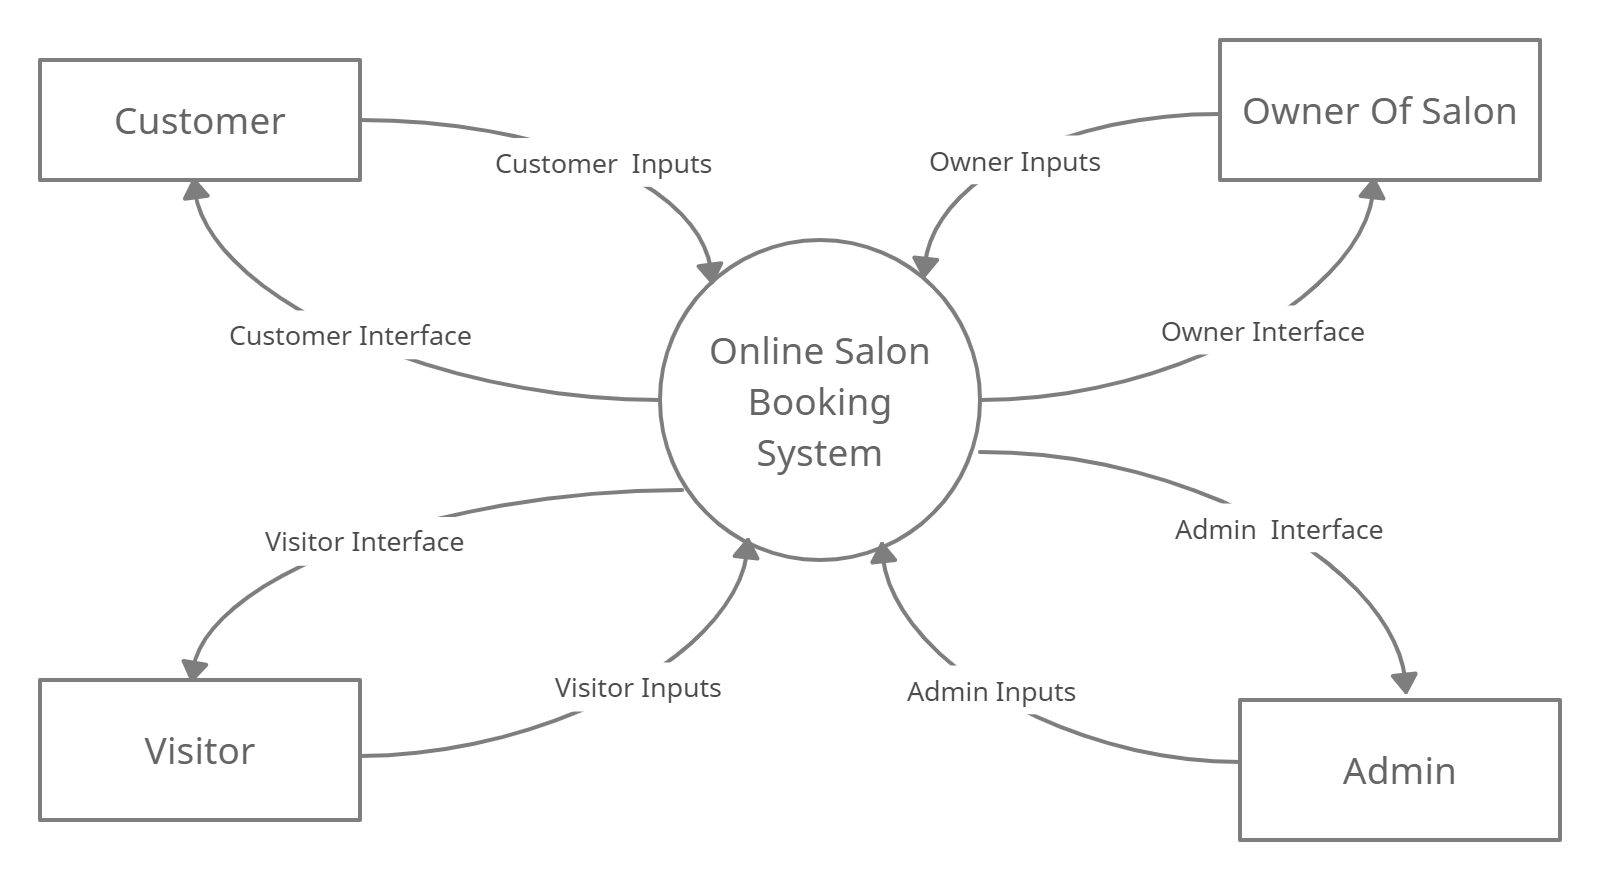 Customer
Owner Of Salon
Customer  Inputs
Owner Inputs
Customer Interface
Owner Interface
Online Salon
Booking
System
Visitor Interface
Admin  Interface
Visitor Inputs
Admin Inputs
Visitor
Admin